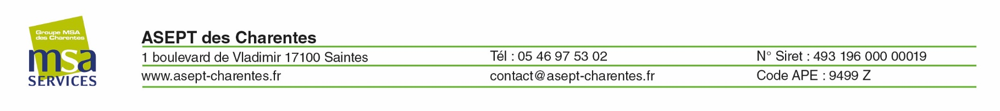 Groupe MSA
des Charentes
msa
SERVICES
ASEPT des Charentes
1 boulevard de Vladimir 17100 Saintes
Tél : 05 46 97 53 02
N° Siret : 493 196 000 00019
www.asept-charentes.fr
contact@asept-charentes.fr
Code APE : 9499 Z